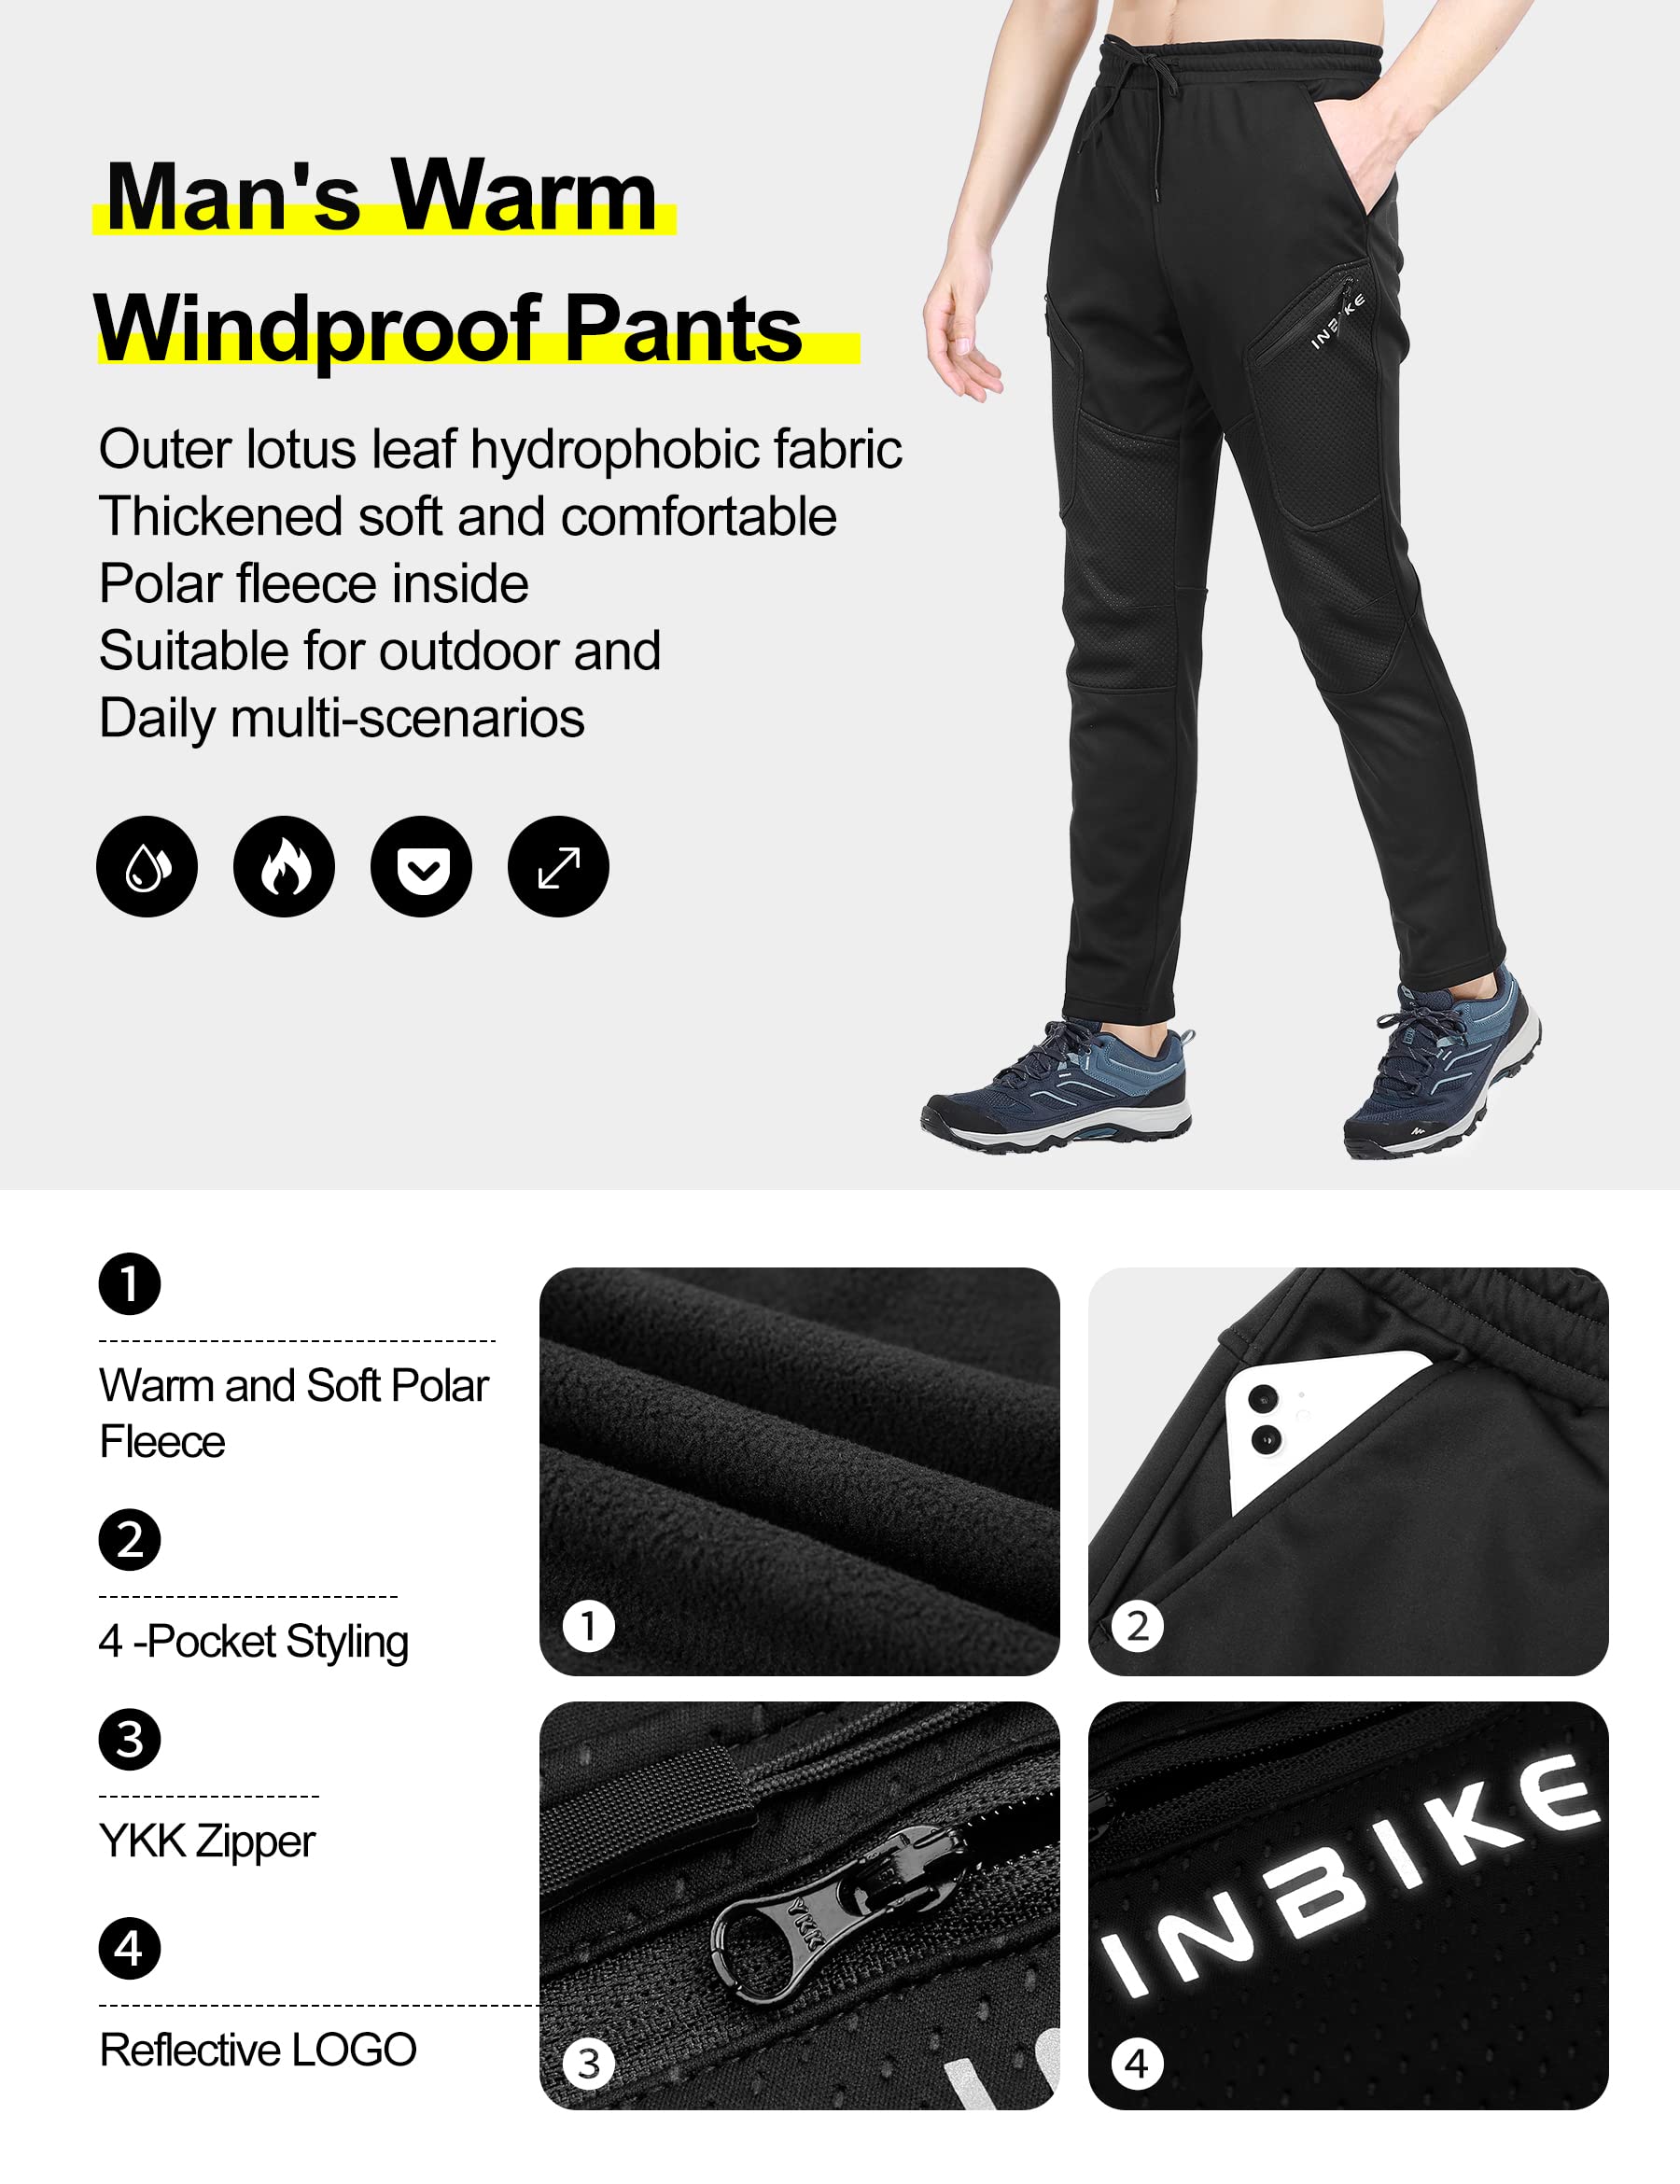 Man's Warm
Windproof Pants
Outer lotus leaf hydrophobic fabric
Thickened soft and comfortable
Polar fleece inside
Suitable for outdoor and
Daily multi-scenarios
INBIKE
1
Warm and Soft Polar
Fleece
2
4 -Pocket Styling
3
YKK Zipper
4
Reflective LOGO
1
2
YKK
3
INBIKE
4